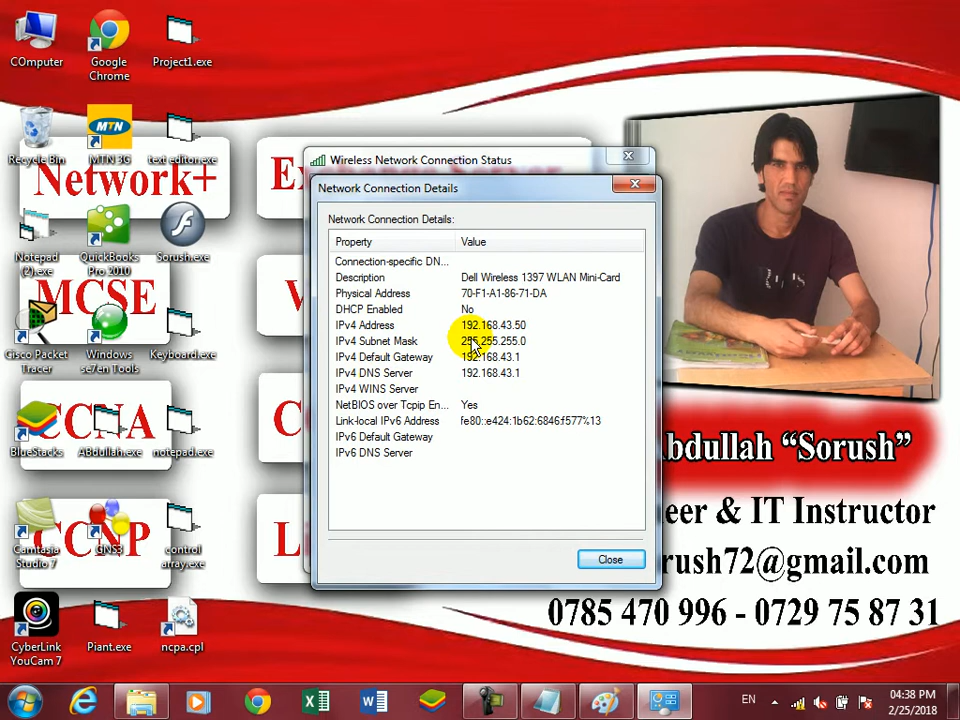 COmputer
Google
Chrome
Project1.exe
Recycle Bin
MTN
MTN 3G
text editor.exe
Network+
Wireless Network Connection Status
Network Connection Details
Network Connection Details:
Property Value
Connection-specific DN...
Description Dell Wireless 1397 WLAN Mini-Card
Physical Address 70-F1-A1-86-71-DA
DHCP Enabled No
IPv4 Address 192.168.43.50
IPv4 Subnet Mask 255.255.255.0
IPv4 Default Gateway 192.168.43.1
IPv4 DNS Server 192.168.43.1
IPv4 WINS Server
NetBIOS over Tcpip En... Yes
Link-local IPv6 Address fe80::e424:1b62:6846:f577%13
IPv6 Default Gateway
IPv6 DNS Server
Close
Notepad
(2).exe
QuickBooks
Pro 2010
Sorush.exe
MCSE
Cisco Packet
Tracer
Windows
se7en Tools
Keyboard.exe
CCNA
BlueStacks
ABdullah.exe
notepad.exe
CCNP
Camtasia
Studio 7
GNS3
control
array.exe
CyberLink
YouCam 7
Piant.exe
ncpa.cpl
bdullah “Sorush”
eer & IT Instructor
rush72@gmail.com
0785 470 996 - 0729 75 87 31
EN
04:38 PM
2/25/2018